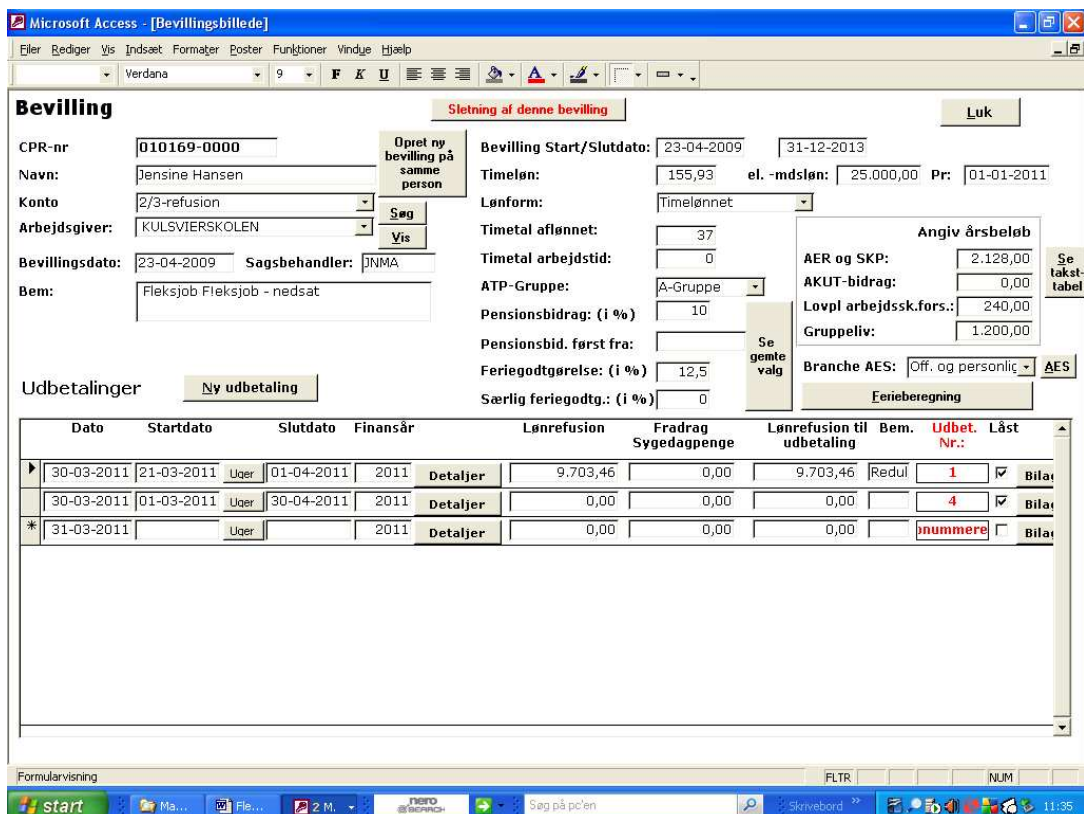 Microsoft Access - [Bevillingsbillede]
Filer Rediger Vis Indsæt Formater Poster Funktioner Vindue Hjælp
Verdana 9 F K U A
Bevilling
Sletning af denne bevilling
Luk
CPR-nr 010169-0000
Navn: Jensine Hansen
Konto 2/3-refusion
Arbejdsgiver: KULSVIERSKOLEN
Opret ny bevilling på samme person
Søg
Vis
Bevillingsdato: 23-04-2009 Sagsbehandler: JNMA
Bem: Fleksjob F!eksjob - nedsat
Bevilling Start/Slutdato: 23-04-2009 31-12-2013
Timeløn: 155,93 el. -mdsløn: 25.000,00 Pr: 01-01-2011
Lønform: Timelønnet
Timetal aflønnet: 37
Timetal arbejdstid: 0
ATP-Gruppe: A-Gruppe
Pensionsbidrag: (i %) 10
Pensionsbid. først fra:
Feriegodtgørelse: (i %) 12,5
Særlig feriegodtg.: (i %) 0
Se gemte valg
Angiv årsbeløb
AER og SKP: 2.128,00
AKUT-bidrag: 0,00
Lovpl arbejdssk.fors.: 240,00
Gruppeliv: 1.200,00
Se takst-tabel
Branche AES: Off. og personlig AES
Ferieberegning
Udbetalinger Ny udbetaling
Dato Startdato Slutdato Finansår Lønrefusion Fradrag Sygedagpenge Lønrefusion til udbetaling Bem. Udbet. Nr.: Låst
30-03-2011 21-03-2011 Uger 01-04-2011 2011 Detaljer 9.703,46 0,00 9.703,46 Redul 1 Bilag
30-03-2011 01-03-2011 Uger 30-04-2011 2011 Detaljer 0,00 0,00 0,00 4 Bilag
* 31-03-2011 Uger 2011 Detaljer 0,00 0,00 0,00 onummere Bilag
Formularvisning FLTR NUM
start Ma... Fle... 2 M. nero SEARCH Søg på pc'en Skrivebord » 11:35